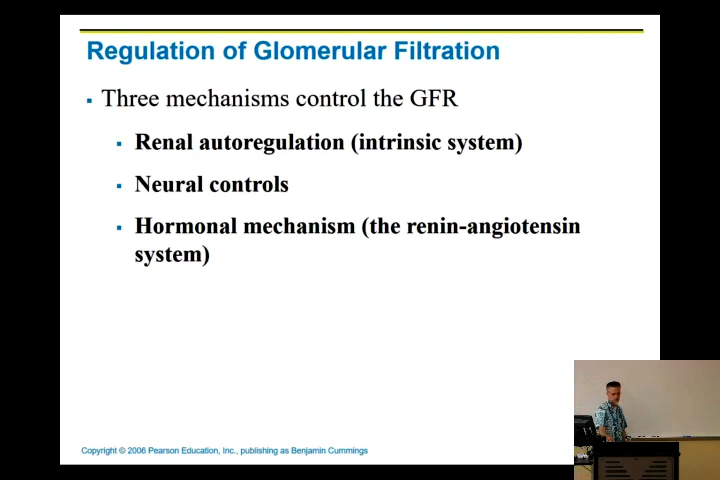 Regulation of Glomerular Filtration
▪ Three mechanisms control the GFR
▪ Renal autoregulation (intrinsic system)
▪ Neural controls
▪ Hormonal mechanism (the renin-angiotensin
system)
Copyright © 2006 Pearson Education, Inc., publishing as Benjamin Cummings